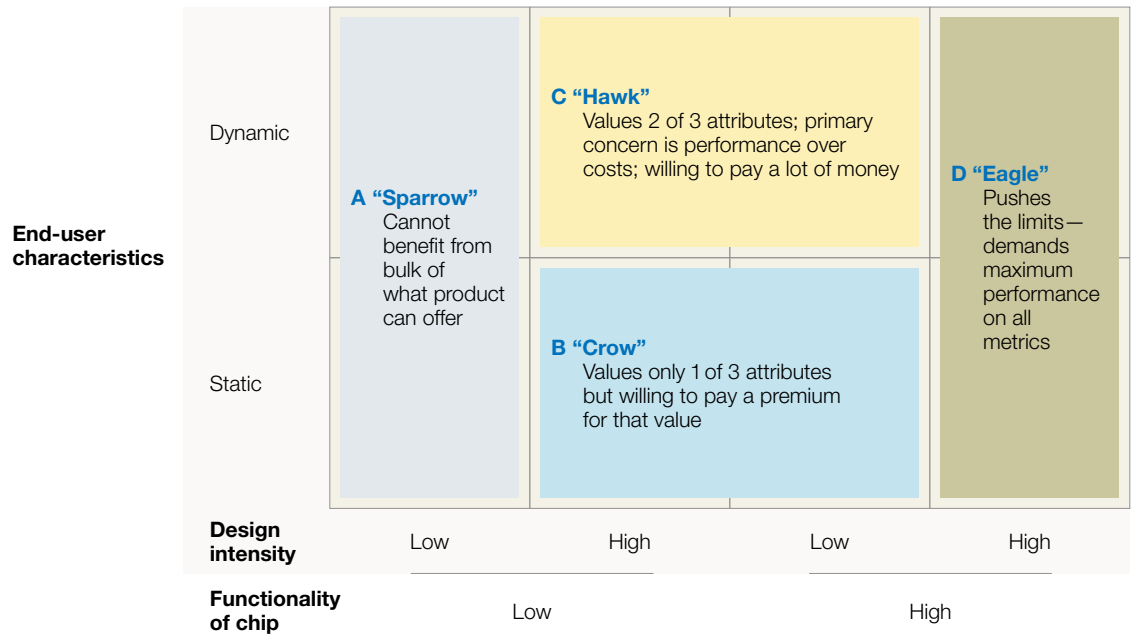 End-user
characteristics
Dynamic
Static
A “Sparrow”
Cannot
benefit from
bulk of
what product
can offer
C “Hawk”
Values 2 of 3 attributes; primary
concern is performance over
costs; willing to pay a lot of money
B “Crow”
Values only 1 of 3 attributes
but willing to pay a premium
for that value
D “Eagle”
Pushes
the limits—
demands
maximum
performance
on all
metrics
Design
intensity
Low High Low High
Functionality
of chip
Low High